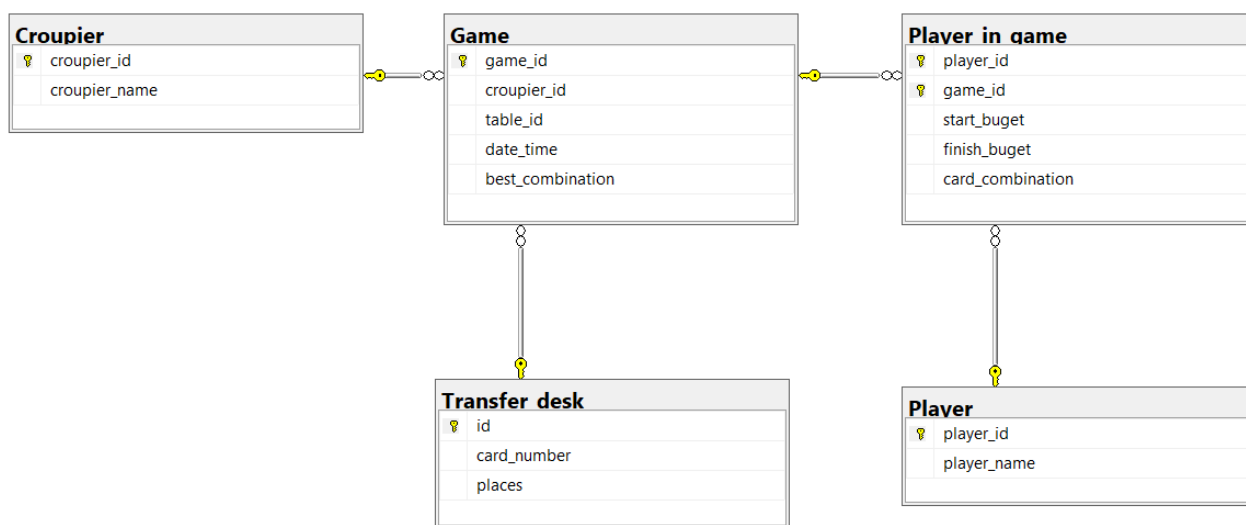 Croupier
croupier_id
croupier_name
Game
game_id
croupier_id
table_id
date_time
best_combination
Player in game
player_id
game_id
start_buget
finish_buget
card_combination
Transfer desk
id
card_number
places
Player
player_id
player_name